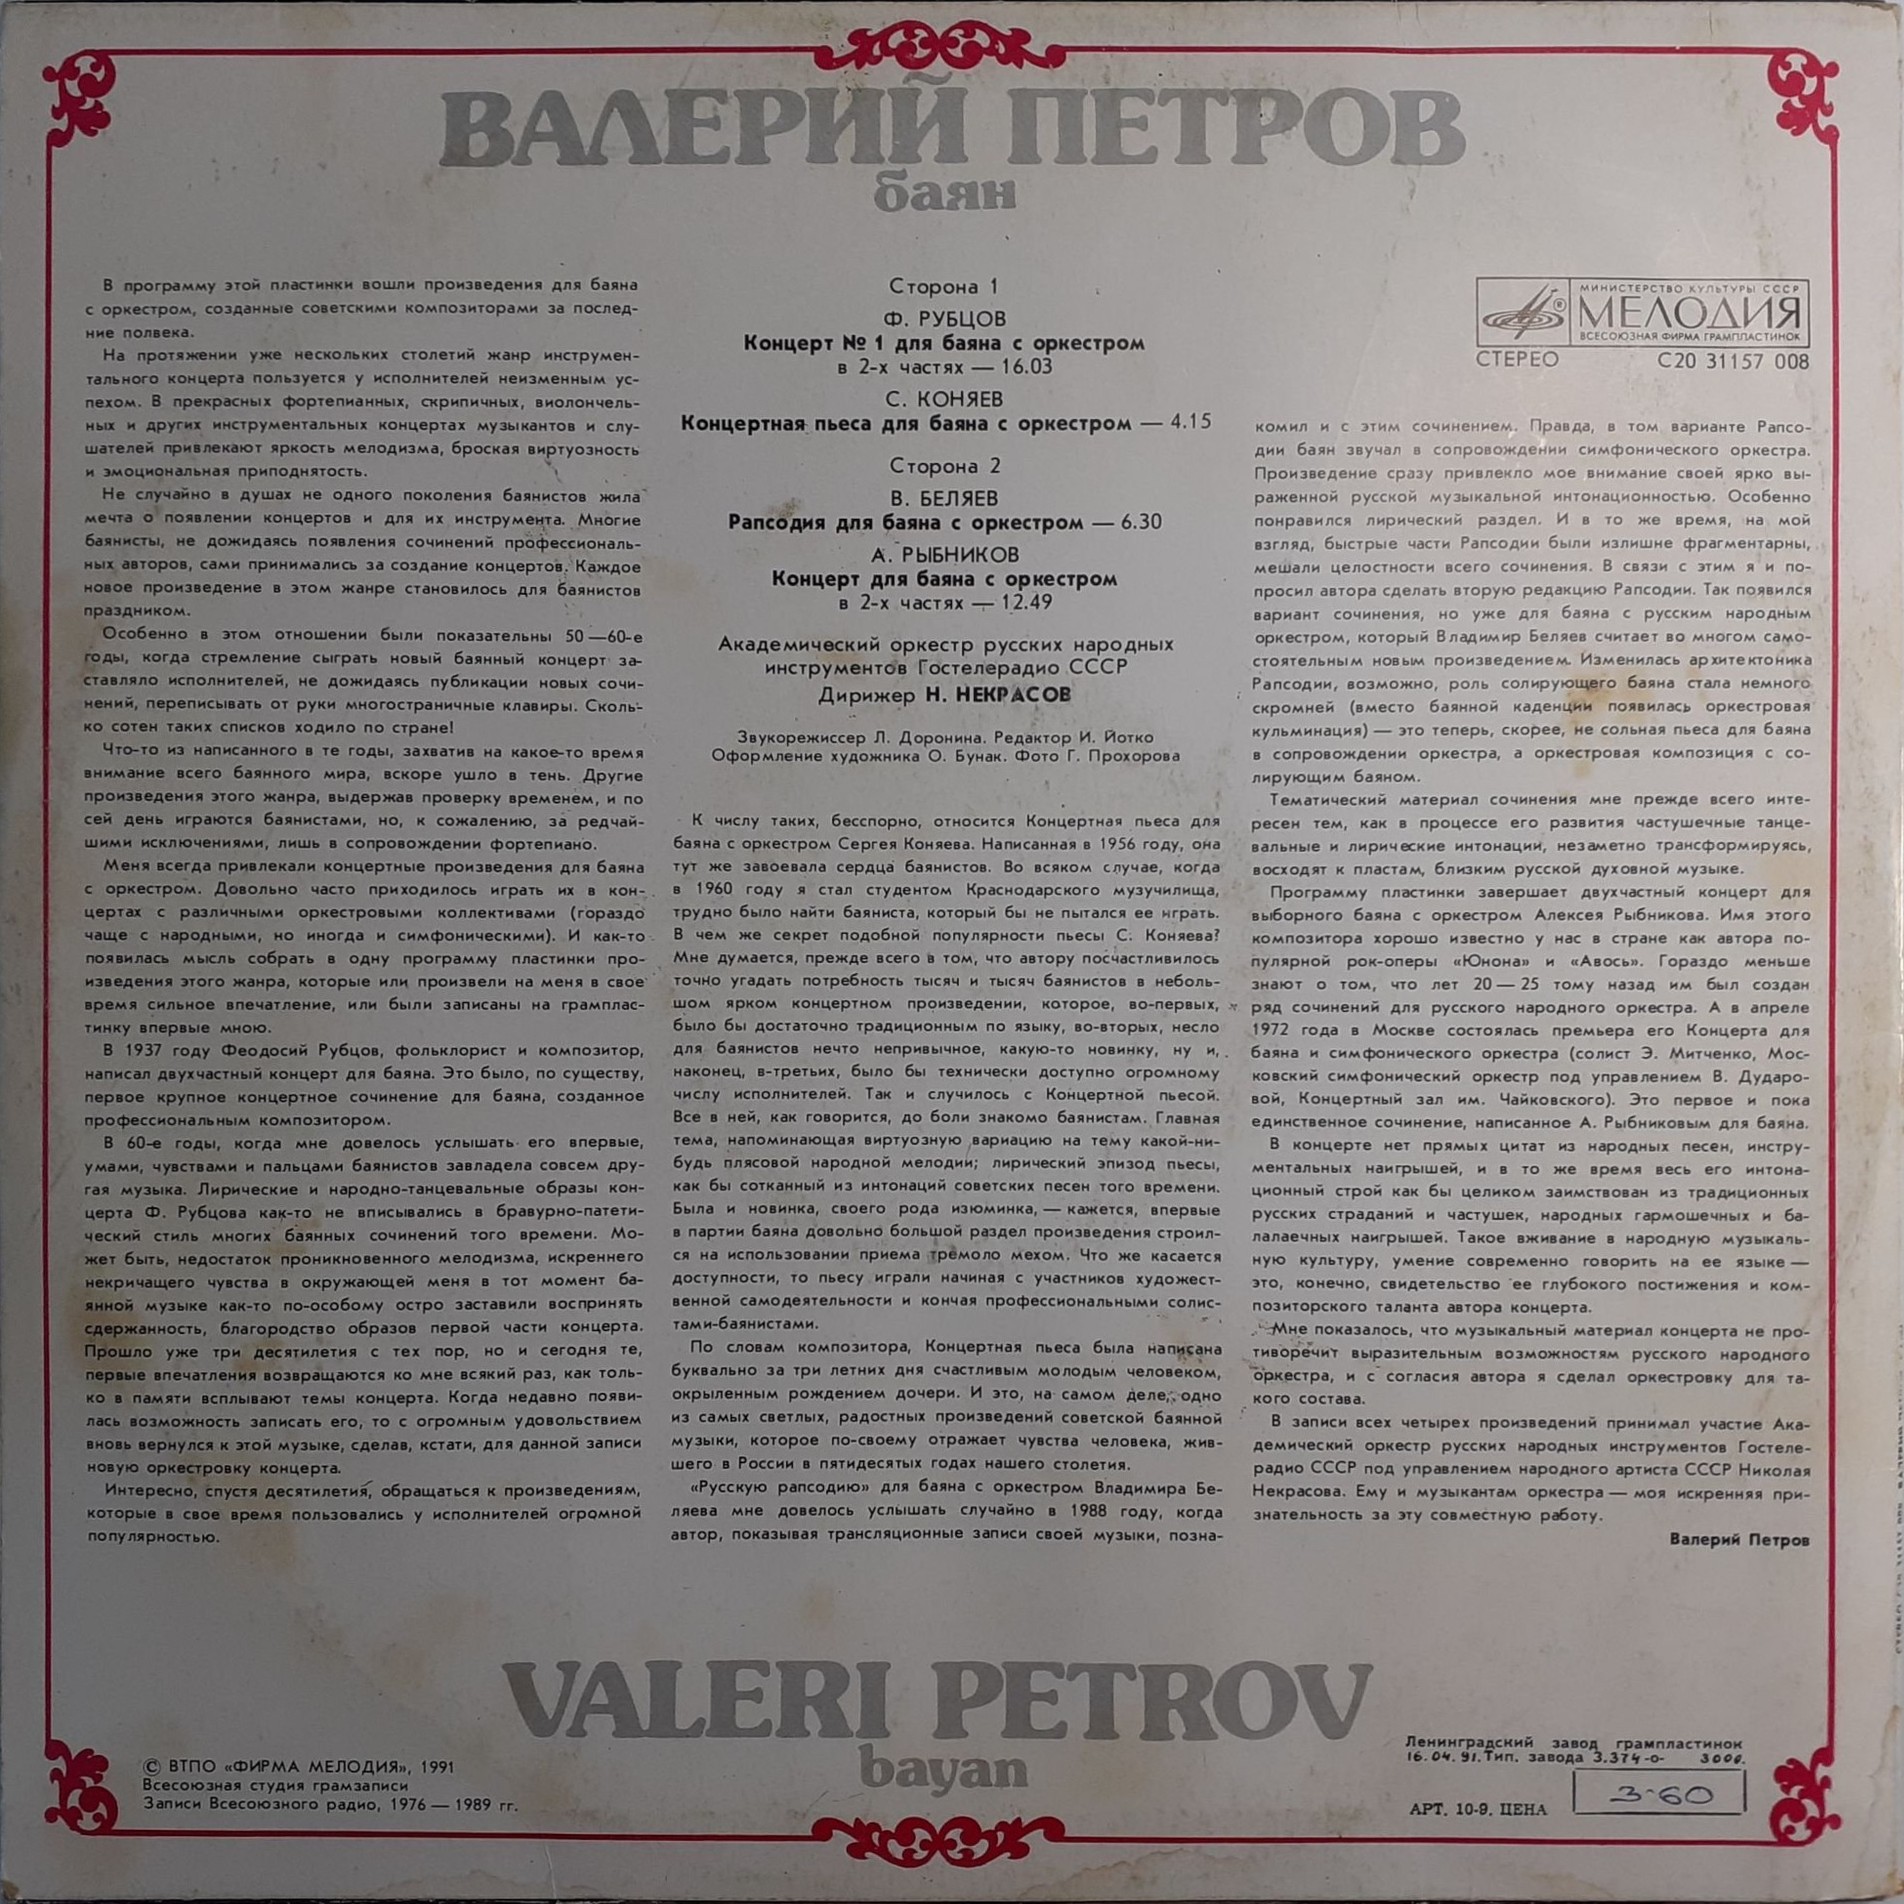 ВАЛЕРИЙ ПЕТРОВ
баян
В программу этой пластинки вошли произведения для баяна
с оркестром, созданные советскими композиторами за послед-
ние полвека.
На протяжении уже нескольких столетий жанр инструмен-
тального концерта пользуется у исполнителей неизменным ус-
пехом. В прекрасных фортепианных, скрипичных, виолончель-
ных и других инструментальных концертах музыкантов и слу-
шателей привлекают яркость мелодизма, броская виртуозность
и эмоциональная приподнятость.
Не случайно в душах не одного поколения баянистов жила
мечта о появлении концертов и для их инструмента. Многие
баянисты, не дожидаясь появления сочинений профессиональ-
ных авторов, сами принимались за создание концертов. Каждое
новое произведение в этом жанре становилось для баянистов
праздником.
Особенно в этом отношении были показательны 50—60-е
годы, когда стремление сыграть новый баянный концерт за-
ставляло исполнителей, не дожидаясь публикации новых сочи-
нений, переписывать от руки многостраничные клавиры. Сколь-
ко сотен таких списков ходило по стране!
Что-то из написанного в те годы, захватив на какое-то время
внимание всего баянного мира, вскоре ушло в тень. Другие
произведения этого жанра, выдержав проверку временем, и по
сей день играются баянистами, но, к сожалению, за редчай-
шими исключениями, лишь в сопровождении фортепиано.
Меня всегда привлекали концертные произведения для баяна
с оркестром. Довольно часто приходилось играть их в кон-
цертах с различными оркестровыми коллективами (гораздо
чаще с народными, но иногда и симфоническими). И как-то
появилась мысль собрать в одну программу пластинки про-
изведения этого жанра, которые или произвели на меня в свое
время сильное впечатление, или были записаны на грамплас-
тинку впервые мною.
В 1937 году Феодосий Рубцов, фольклорист и композитор,
написал двухчастный концерт для баяна. Это было, по существу,
первое крупное концертное сочинение для баяна, созданное
профессиональным композитором.
В 60-е годы, когда мне довелось услышать его впервые,
умами, чувствами и пальцами баянистов завладела совсем дру-
гая музыка. Лирические и народно-танцевальные образы кон-
церта Ф. Рубцова как-то не вписывались в бравурно-патети-
ческий стиль многих баянных сочинений того времени. Мо-
жет быть, недостаток проникновенного мелодизма, искреннего
некричащего чувства в окружающей меня в тот момент ба-
янной музыке как-то по-особому остро заставили воспринять
сдержанность, благородство образов первой части концерта.
Прошло уже три десятилетия с тех пор, но и сегодня те,
первые впечатления возвращаются ко мне всякий раз, как толь-
ко в памяти всплывают темы концерта. Когда недавно появи-
лась возможность записать его, то с огромным удовольствием
вновь вернулся к этой музыке, сделав, кстати, для данной записи
новую оркестровку концерта.
Интересно, спустя десятилетия, обращаться к произведениям,
которые в свое время пользовались у исполнителей огромной
популярностью.
Сторона 1
Ф. РУБЦОВ
Концерт № 1 для баяна с оркестром
в 2-х частях — 16.03
С. КОНЯЕВ
Концертная пьеса для баяна с оркестром — 4.15
Сторона 2
В. БЕЛЯЕВ
Рапсодия для баяна с оркестром — 6.30
А. РЫБНИКОВ
Концерт для баяна с оркестром
в 2-х частях — 12.49
Академический оркестр русских народных
инструментов Гостелерадио СССР
Дирижер Н. НЕКРАСОВ
Звукорежиссер Л. Доронина. Редактор И. Йотко
Оформление художника О. Бунак. Фото Г. Прохорова
К числу таких, бесспорно, относится Концертная пьеса для
баяна с оркестром Сергея Коняева. Написанная в 1956 году, она
тут же завоевала сердца баянистов. Во всяком случае, когда
в 1960 году я стал студентом Краснодарского музучилища,
трудно было найти баяниста, который бы не пытался ее играть.
В чем же секрет подобной популярности пьесы С. Коняева?
Мне думается, прежде всего в том, что автору посчастливилось
точно угадать потребность тысяч и тысяч баянистов в неболь-
шом ярком концертном произведении, которое, во-первых,
было бы достаточно традиционным по языку, во-вторых, несло
для баянистов нечто непривычное, какую-то новинку, ну и,
наконец, в-третьих, было бы технически доступно огромному
числу исполнителей. Так и случилось с Концертной пьесой.
Все в ней, как говорится, до боли знакомо баянистам. Главная
тема, напоминающая виртуозную вариацию на тему какой-ни-
будь плясовой народной мелодии; лирический эпизод пьесы,
как бы сотканный из интонаций советских песен того времени.
Была и новинка, своего рода изюминка, — кажется, впервые
в партии баяна довольно большой раздел произведения строил-
ся на использовании приема тремоло мехом. Что же касается
доступности, то пьесу играли начиная с участников художест-
венной самодеятельности и кончая профессиональными солис-
тами-баянистами.
По словам композитора, Концертная пьеса была написана
буквально за три летних дня счастливым молодым человеком,
окрыленным рождением дочери. И это, на самом деле, одно
из самых светлых, радостных произведений советской баянной
музыки, которое по-своему отражает чувства человека, жив-
шего в России в пятидесятых годах нашего столетия.
«Русскую рапсодию» для баяна с оркестром Владимира Бе-
ляева мне довелось услышать случайно в 1988 году, когда
автор, показывая трансляционные записи своей музыки, позна-
МИНИСТЕРСТВО КУЛЬТУРЫ СССР
® МЕЛОДИЯ
ВСЕСОЮЗНАЯ ФИРМА ГРАМПЛАСТИНОК
СТЕРЕО С20 31157 008
комил и с этим сочинением. Правда, в том варианте Рапсо-
дии баян звучал в сопровождении симфонического оркестра.
Произведение сразу привлекло мое внимание своей ярко вы-
раженной русской музыкальной интонационностью. Особенно
понравился лирический раздел. И в то же время, на мой
взгляд, быстрые части Рапсодии были излишне фрагментарны,
мешали целостности всего сочинения. В связи с этим я и по-
просил автора сделать вторую редакцию Рапсодии. Так появился
вариант сочинения, но уже для баяна с русским народным
оркестром, который Владимир Беляев считает во многом само-
стоятельным новым произведением. Изменилась архитектоника
Рапсодии, возможно, роль солирующего баяна стала немного
скромней (вместо баянной каденции появилась оркестровая
кульминация) — это теперь, скорее, не сольная пьеса для баяна
в сопровождении оркестра, а оркестровая композиция с со-
лирующим баяном.
Тематический материал сочинения мне прежде всего инте-
ресен тем, как в процессе его развития частушечные танце-
вальные и лирические интонации, незаметно трансформируясь,
восходят к пластам, близким русской духовной музыке.
Программу пластинки завершает двухчастный концерт для
выборного баяна с оркестром Алексея Рыбникова. Имя этого
композитора хорошо известно у нас в стране как автора по-
пулярной рок-оперы «Юнона» и «Авось». Гораздо меньше
знают о том, что лет 20—25 тому назад им был создан
ряд сочинений для русского народного оркестра. А в апреле
1972 года в Москве состоялась премьера его Концерта для
баяна и симфонического оркестра (солист Э. Митченко, Мос-
ковский симфонический оркестр под управлением В. Дударо-
вой, Концертный зал им. Чайковского). Это первое и пока
единственное сочинение, написанное А. Рыбниковым для баяна.
В концерте нет прямых цитат из народных песен, инстру-
ментальных наигрышей, и в то же время весь его интона-
ционный строй как бы целиком заимствован из традиционных
русских страданий и частушек, народных гармошечных и ба-
лалаечных наигрышей. Такое вживание в народную музыкаль-
ную культуру, умение современно говорить на ее языке —
это, конечно, свидетельство ее глубокого постижения и ком-
позиторского таланта автора концерта.
Мне показалось, что музыкальный материал концерта не про-
тиворечит выразительным возможностям русского народного
оркестра, и с согласия автора я сделал оркестровку для та-
кого состава.
В записи всех четырех произведений принимал участие Ака-
демический оркестр русских народных инструментов Гостеле-
радио СССР под управлением народного артиста СССР Николая
Некрасова. Ему и музыкантам оркестра — моя искренняя при-
знательность за эту совместную работу.
Валерий Петров
VALERI PETROV
bayan
© ВТПО «ФИРМА МЕЛОДИЯ», 1991
Всесоюзная студия грамзаписи
Записи Всесоюзного радио, 1976 — 1989 гг.
Ленинградский завод грампластинок
16.04.91. Тип. завода З.374-о- 3000.
АРТ. 10-9. ЦЕНА 3-60